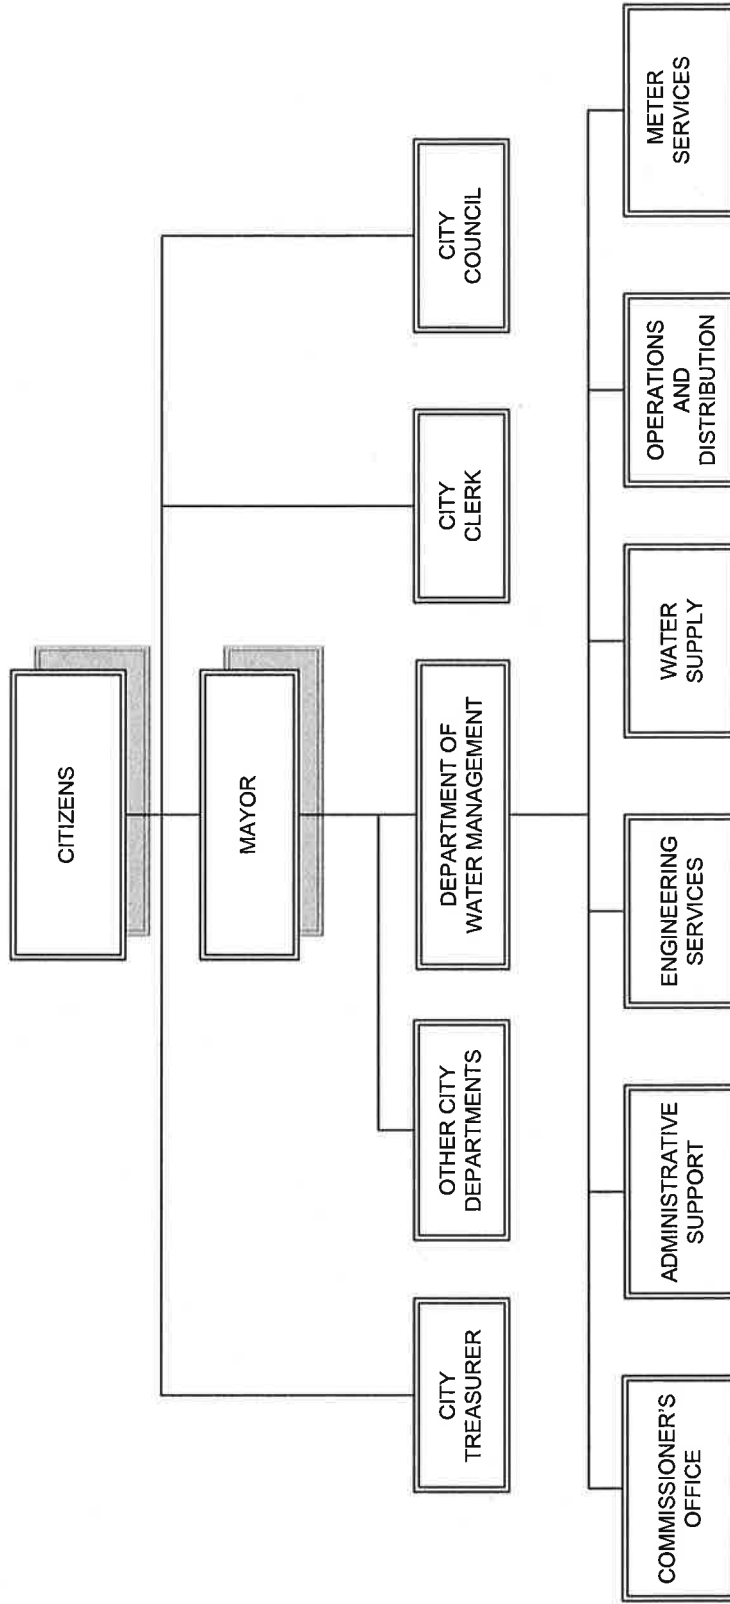 CITIZENS
MAYOR
CITY
TREASURER
OTHER CITY
DEPARTMENTS
DEPARTMENT OF
WATER MANAGEMENT
CITY
CLERK
CITY
COUNCIL
COMMISSIONER'S
OFFICE
ADMINISTRATIVE
SUPPORT
ENGINEERING
SERVICES
WATER
SUPPLY
OPERATIONS
AND
DISTRIBUTION
METER
SERVICES